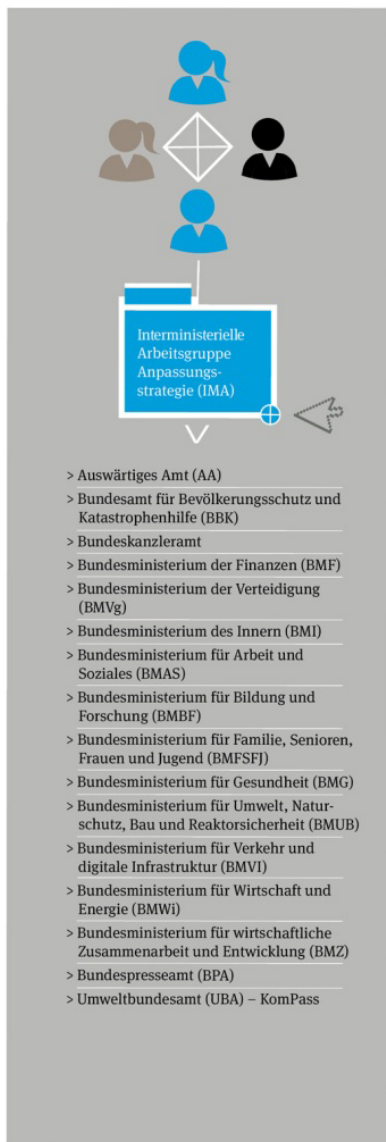 Interministerielle
Arbeitsgruppe
Anpassungs-
strategie (IMA)
> Auswärtiges Amt (AA)
> Bundesamt für Bevölkerungsschutz und
Katastrophenhilfe (BBK)
> Bundeskanzleramt
> Bundesministerium der Finanzen (BMF)
> Bundesministerium der Verteidigung
(BMVg)
> Bundesministerium des Innern (BMI)
> Bundesministerium für Arbeit und
Soziales (BMAS)
> Bundesministerium für Bildung und
Forschung (BMBF)
> Bundesministerium für Familie, Senioren,
Frauen und Jugend (BMFSFJ)
> Bundesministerium für Gesundheit (BMG)
> Bundesministerium für Umwelt, Natur-
schutz, Bau und Reaktorsicherheit (BMUB)
> Bundesministerium für Verkehr und
digitale Infrastruktur (BMVI)
> Bundesministerium für Wirtschaft und
Energie (BMWi)
> Bundesministerium für wirtschaftliche
Zusammenarbeit und Entwicklung (BMZ)
> Bundespresseamt (BPA)
> Umweltbundesamt (UBA) – KomPass